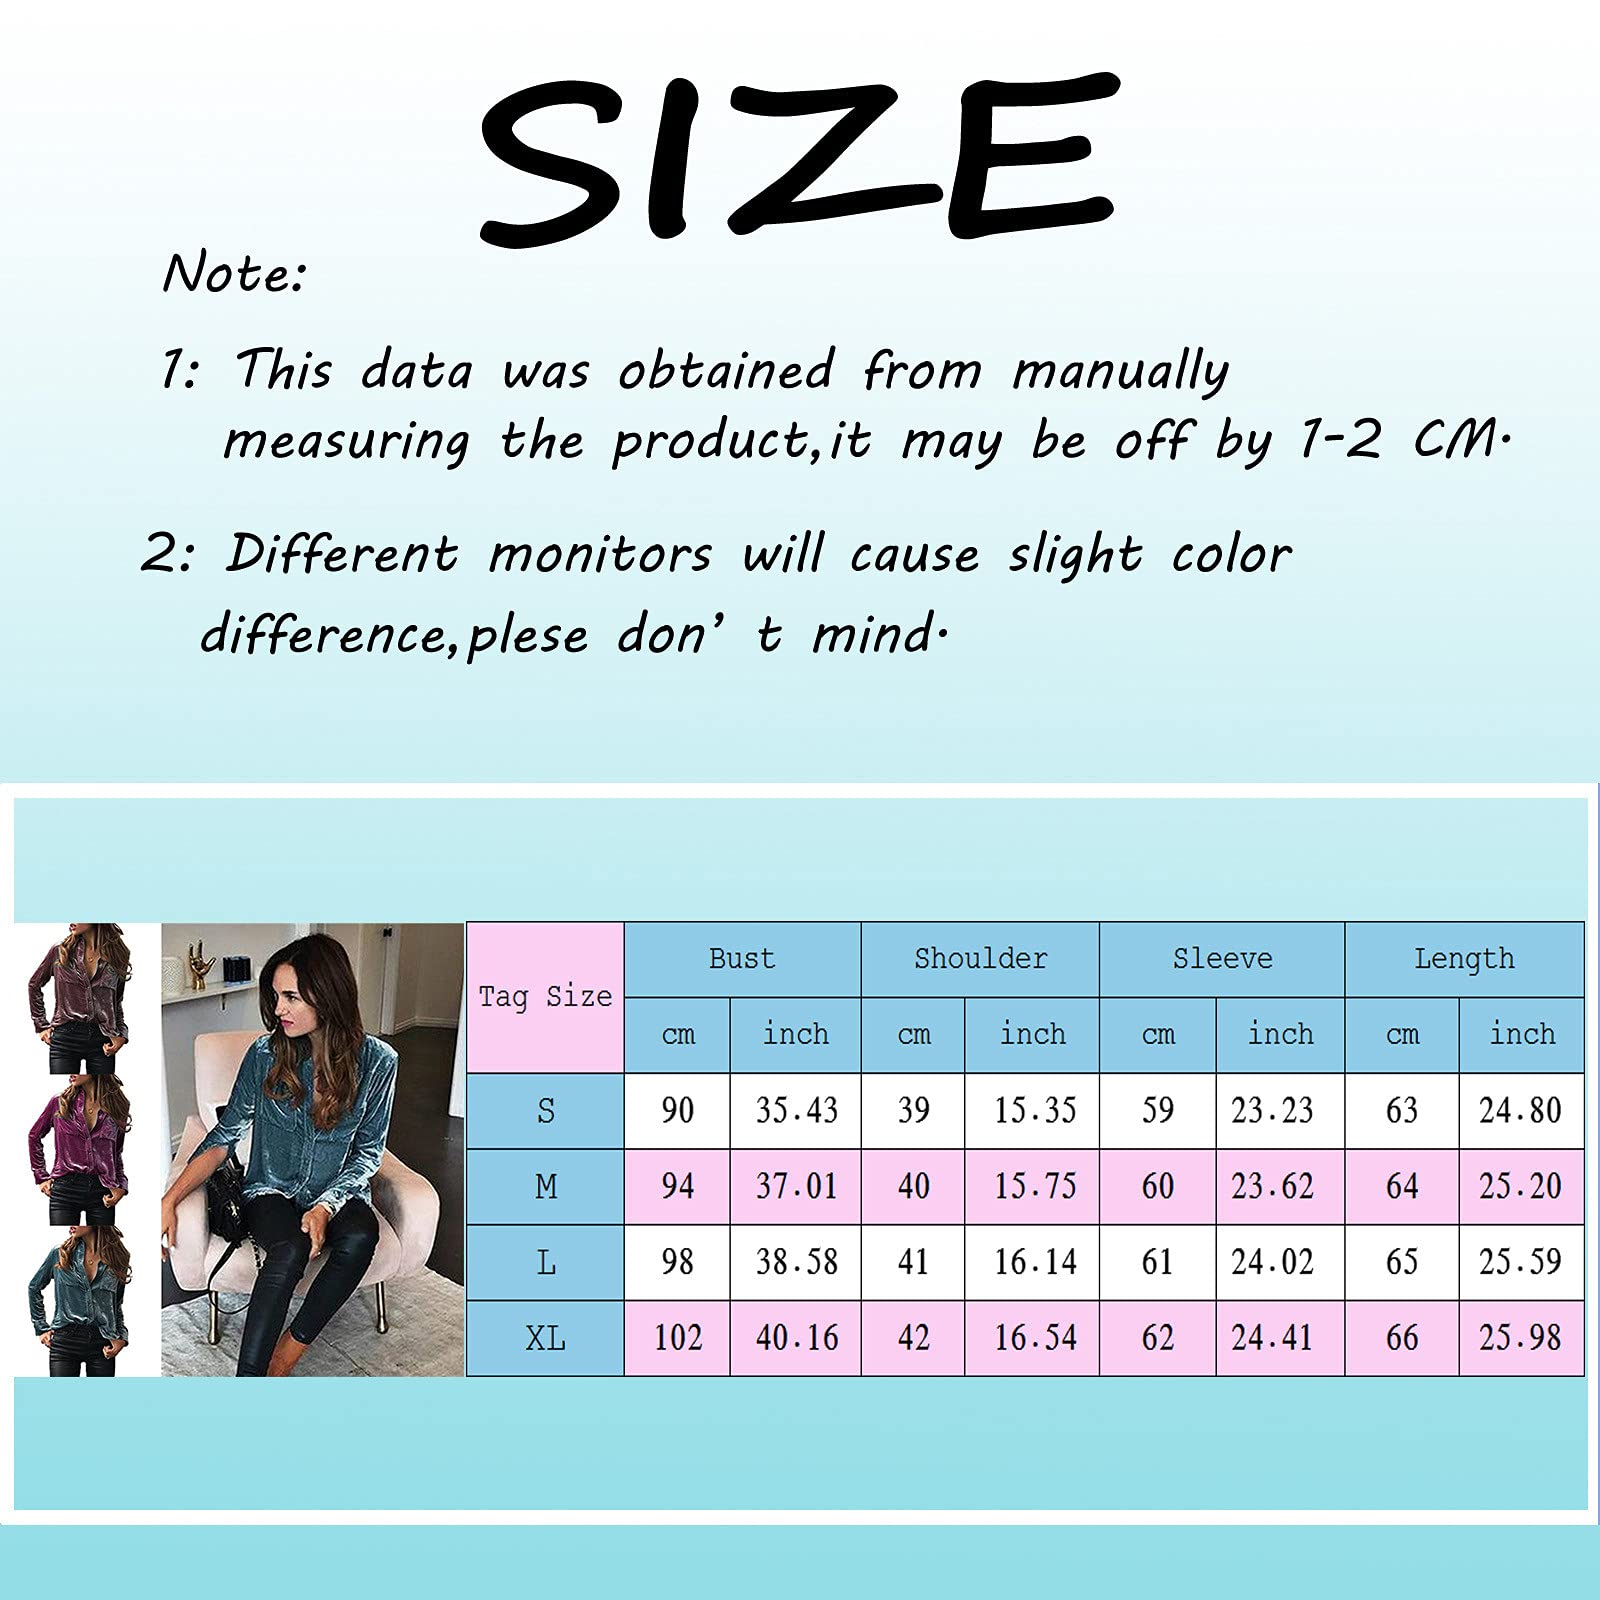 SIZE
Note:
1: This data was obtained from manually
measuring the product,it may be off by 1-2 CM.
2: Different monitors will cause slight color
difference,plese don’ t mind.
Tag Size Bust Shoulder Sleeve Length
cm inch cm inch cm inch cm inch
S 90 35.43 39 15.35 59 23.23 63 24.80
M 94 37.01 40 15.75 60 23.62 64 25.20
L 98 38.58 41 16.14 61 24.02 65 25.59
XL 102 40.16 42 16.54 62 24.41 66 25.98